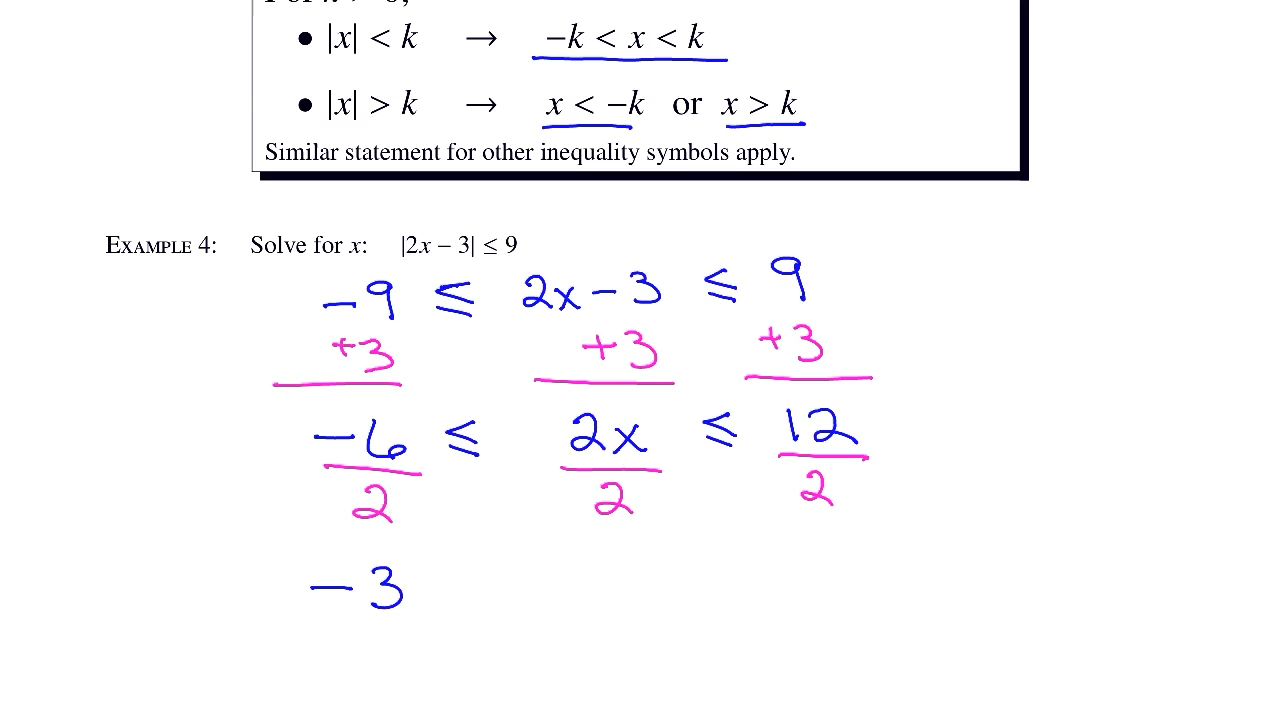 • |x| < k → −k < x < k
• |x| > k → x < −k or x > k
Similar statement for other inequality symbols apply.
EXAMPLE 4: Solve for x: |2x − 3| ≤ 9
−9 ≤ 2x−3 ≤ 9
+3 +3 +3
−6 ≤ 2x ≤ 12
2 2 2
−3